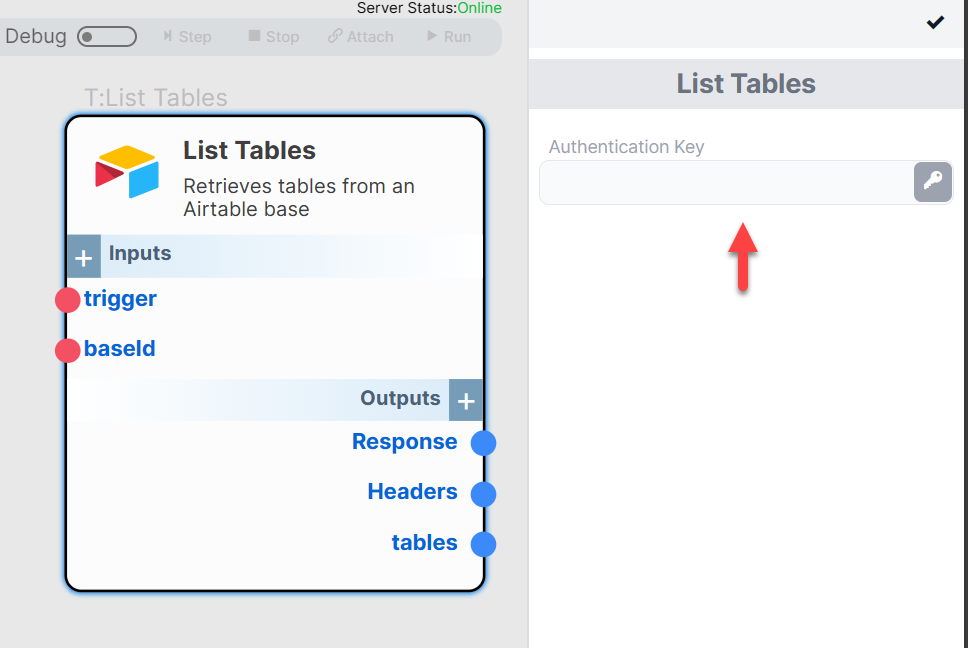 Server Status:Online
Debug Step Stop Attach Run
T:List Tables
List Tables
Retrieves tables from an
Airtable base
Inputs
trigger
baseId
Outputs
Response
Headers
tables
List Tables
Authentication Key